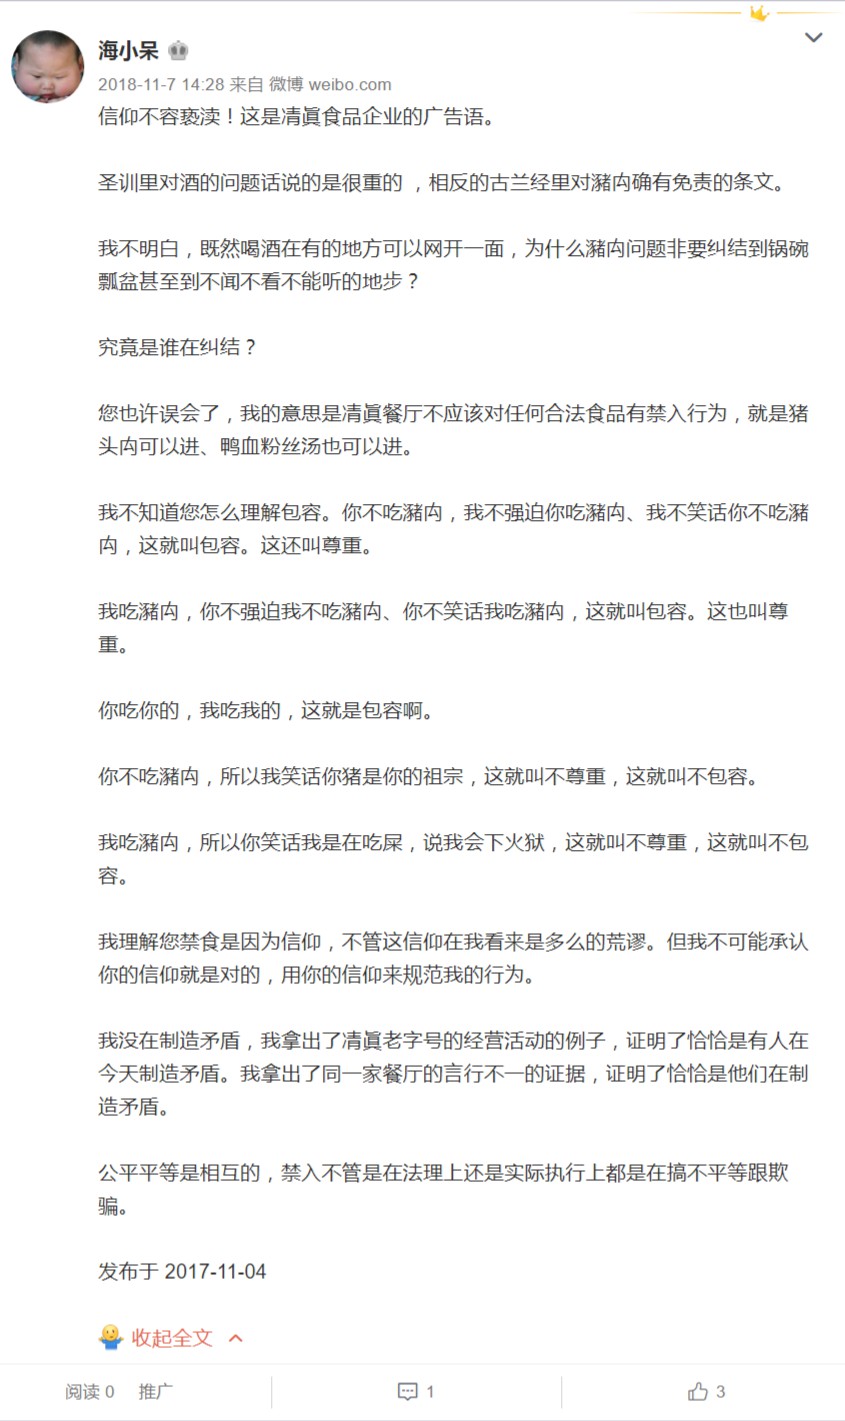 海小呆
2018-11-7 14:28 来自 微博 weibo.com
信仰不容亵渎！这是凊眞食品企业的广告语。
圣训里对酒的问题话说的是很重的 ，相反的古兰经里对瀦禸确有免责的条文。
我不明白，既然喝酒在有的地方可以网开一面，为什么瀦禸问题非要纠结到锅碗
瓢盆甚至到不闻不看不能听的地步？
究竟是谁在纠结？
您也许误会了，我的意思是凊眞餐厅不应该对任何合法食品有禁入行为，就是猪
头禸可以进、鸭血粉丝汤也可以进。
我不知道您怎么理解包容。你不吃瀦禸，我不强迫你吃瀦禸、我不笑话你不吃瀦
禸，这就叫包容。这还叫尊重。
我吃瀦禸，你不强迫我不吃瀦禸、你不笑话我吃瀦禸，这就叫包容。这也叫尊
重。
你吃你的，我吃我的，这就是包容啊。
你不吃瀦禸，所以我笑话你猪是你的祖宗，这就叫不尊重，这就叫不包容。
我吃瀦禸，所以你笑话我是在吃屎，说我会下火狱，这就叫不尊重，这就叫不包
容。
我理解您禁食是因为信仰，不管这信仰在我看来是多么的荒谬。但我不可能承认
你的信仰就是对的，用你的信仰来规范我的行为。
我没在制造矛盾，我拿出了凊眞老字号的经营活动的例子，证明了恰恰是有人在
今天制造矛盾。我拿出了同一家餐厅的言行不一的证据，证明了恰恰是他们在制
造矛盾。
公平平等是相互的，禁入不管是在法理上还是实际执行上都是在搞不平等跟欺
骗。
发布于 2017-11-04
收起全文
阅读 0 推广 1 3